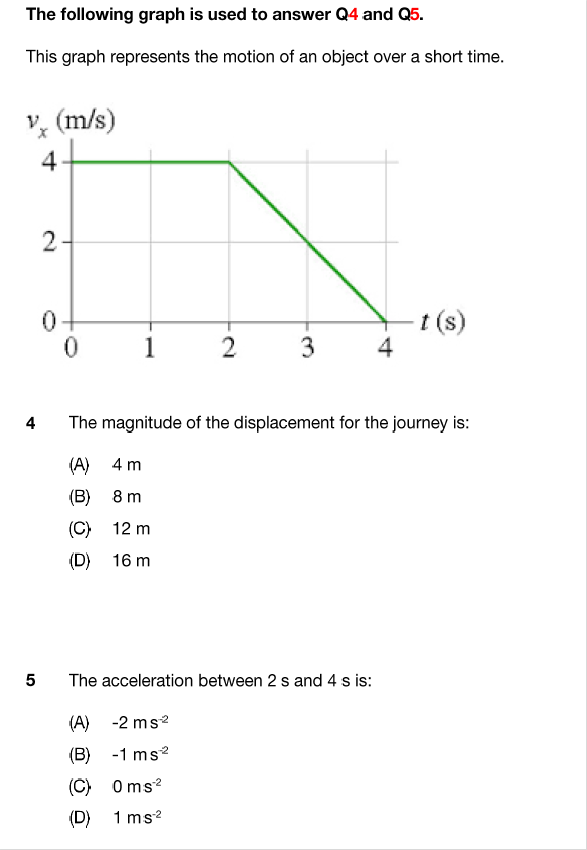 The following graph is used to answer Q4 and Q5.
This graph represents the motion of an object over a short time.
vₓ (m/s)
4
2
0
0 1 2 3 4
t (s)
4 The magnitude of the displacement for the journey is:
(A) 4 m
(B) 8 m
(C) 12 m
(D) 16 m
5 The acceleration between 2 s and 4 s is:
(A) -2 m s⁻²
(B) -1 m s⁻²
(C) 0 m s⁻²
(D) 1 m s⁻²